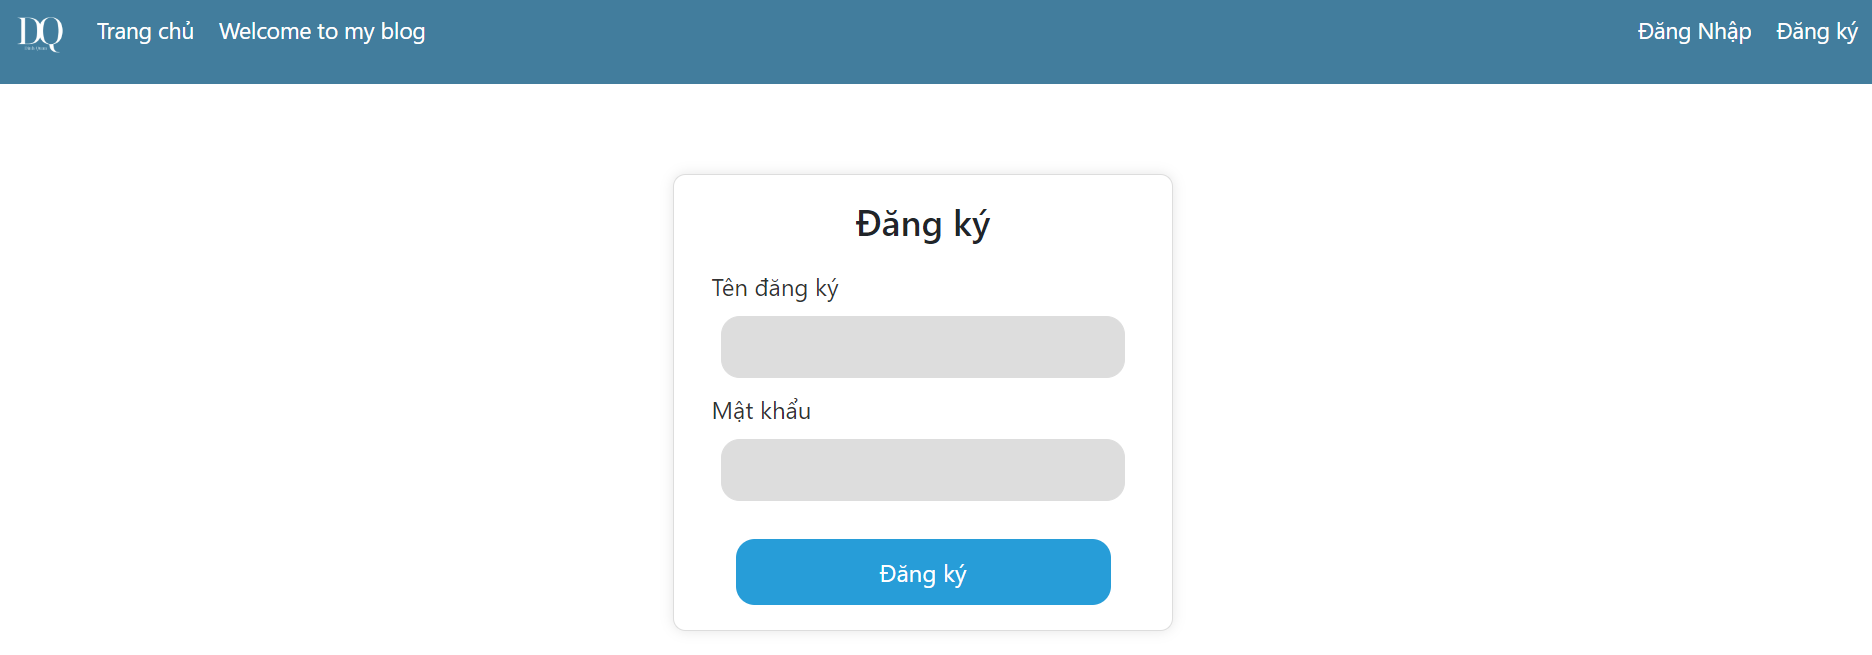 DQ
Trang chủ
Welcome to my blog
Đăng Nhập
Đăng ký
Đăng ký
Tên đăng ký
Mật khẩu
Đăng ký